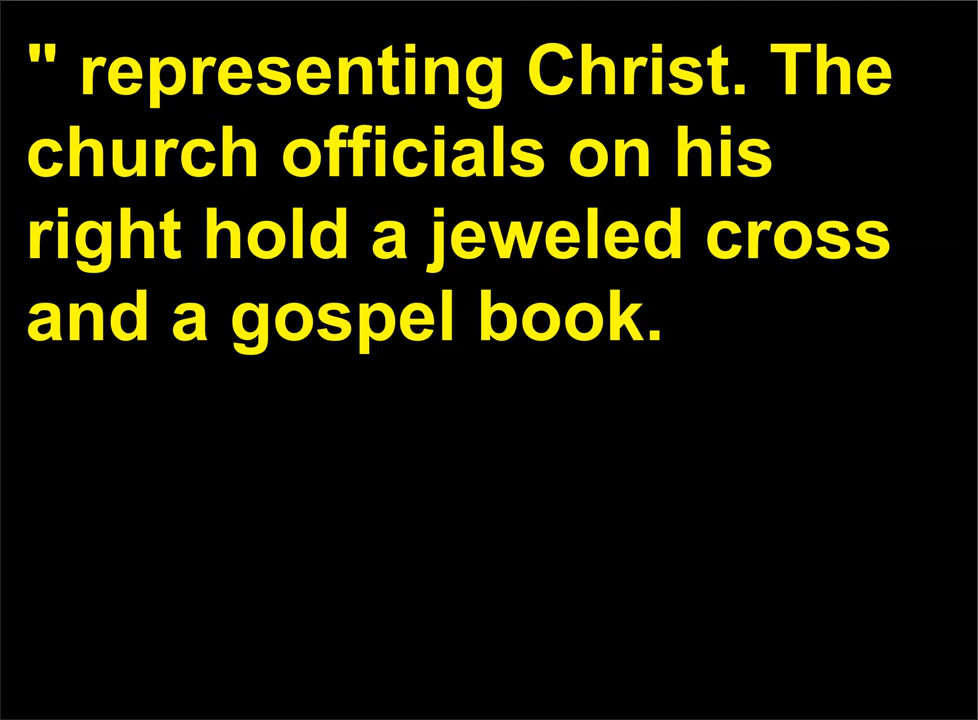 " representing Christ. The
church officials on his
right hold a jeweled cross
and a gospel book.